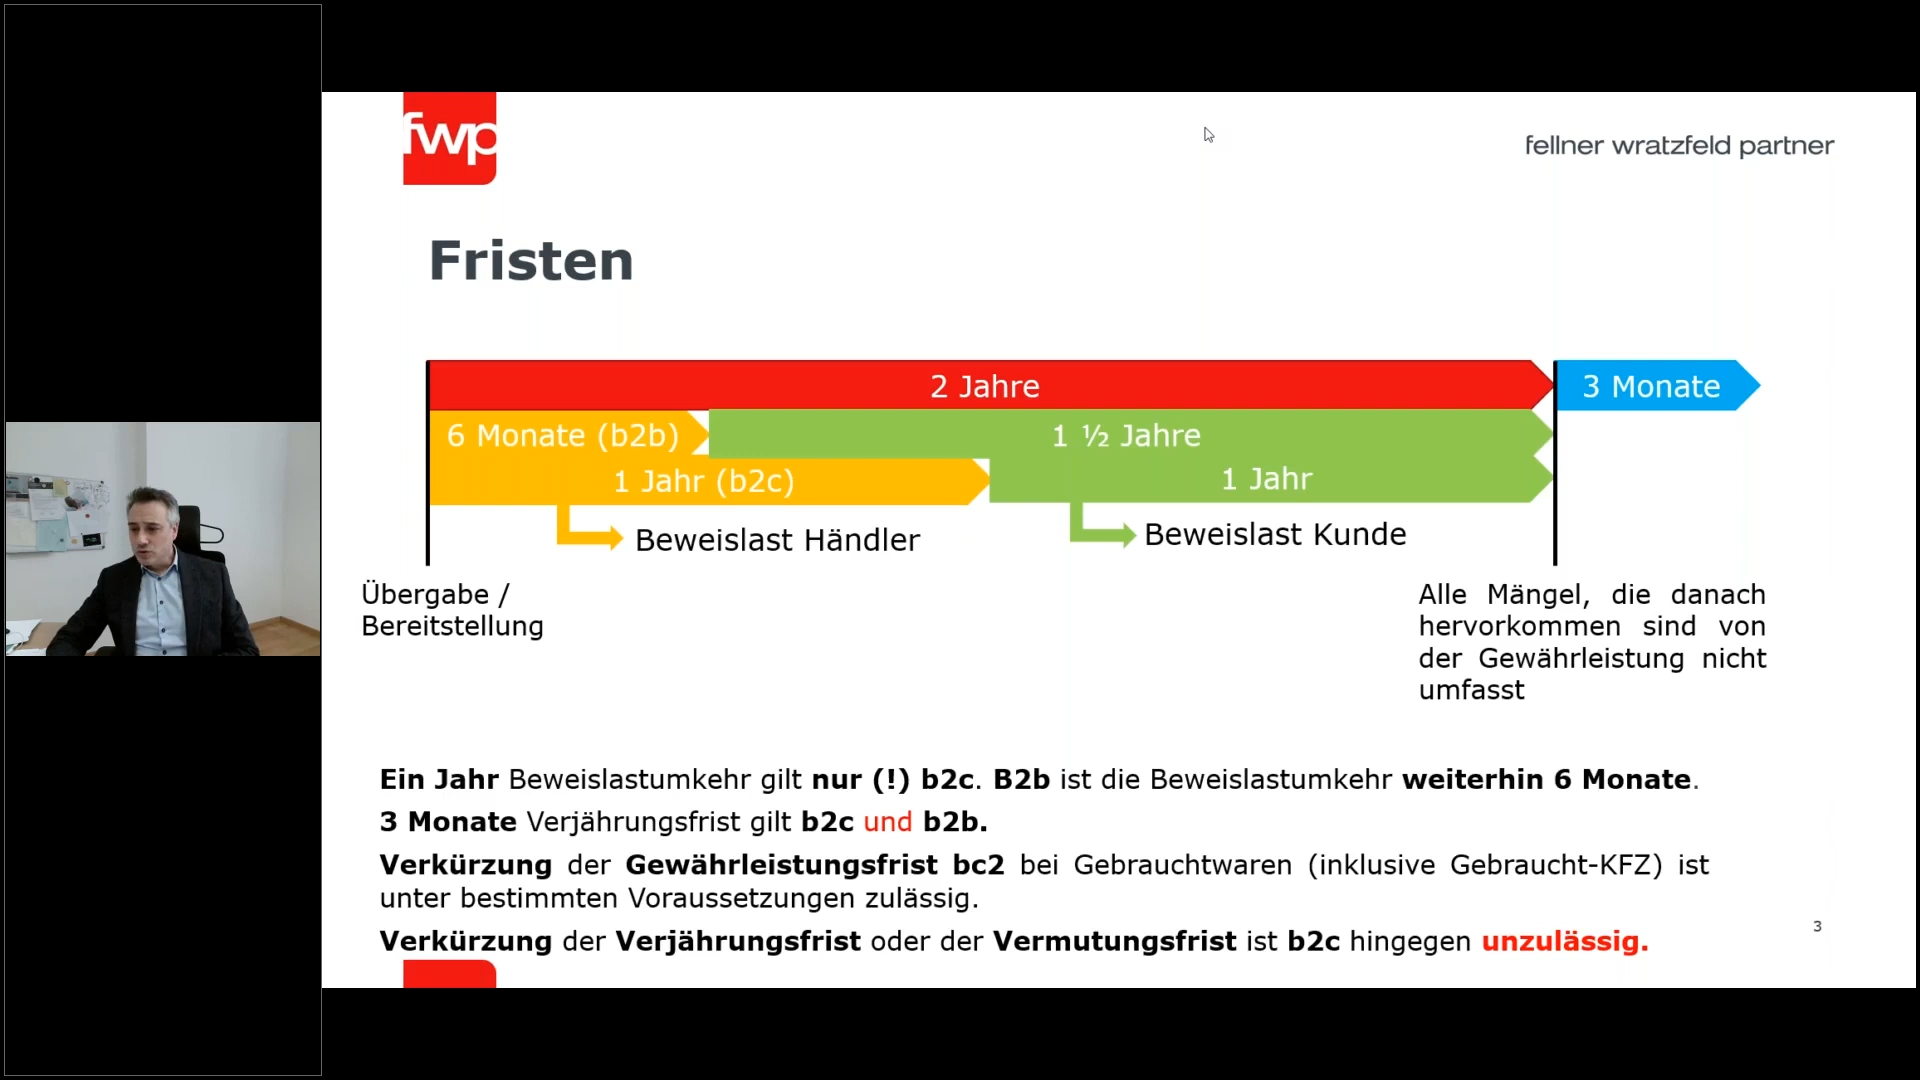 fwp
fellner wratzfeld partner
Fristen
2 Jahre
3 Monate
6 Monate (b2b)
1 ½ Jahre
1 Jahr (b2c)
1 Jahr
Beweislast Händler
Beweislast Kunde
Übergabe /
Bereitstellung
Alle Mängel, die danach
hervorkommen sind von
der Gewährleistung nicht
umfasst
Ein Jahr Beweislastumkehr gilt nur (!) b2c. B2b ist die Beweislastumkehr weiterhin 6 Monate.
3 Monate Verjährungsfrist gilt b2c und b2b.
Verkürzung der Gewährleistungsfrist bc2 bei Gebrauchtwaren (inklusive Gebraucht-KFZ) ist
unter bestimmten Voraussetzungen zulässig.
Verkürzung der Verjährungsfrist oder der Vermutungsfrist ist b2c hingegen unzulässig.
3